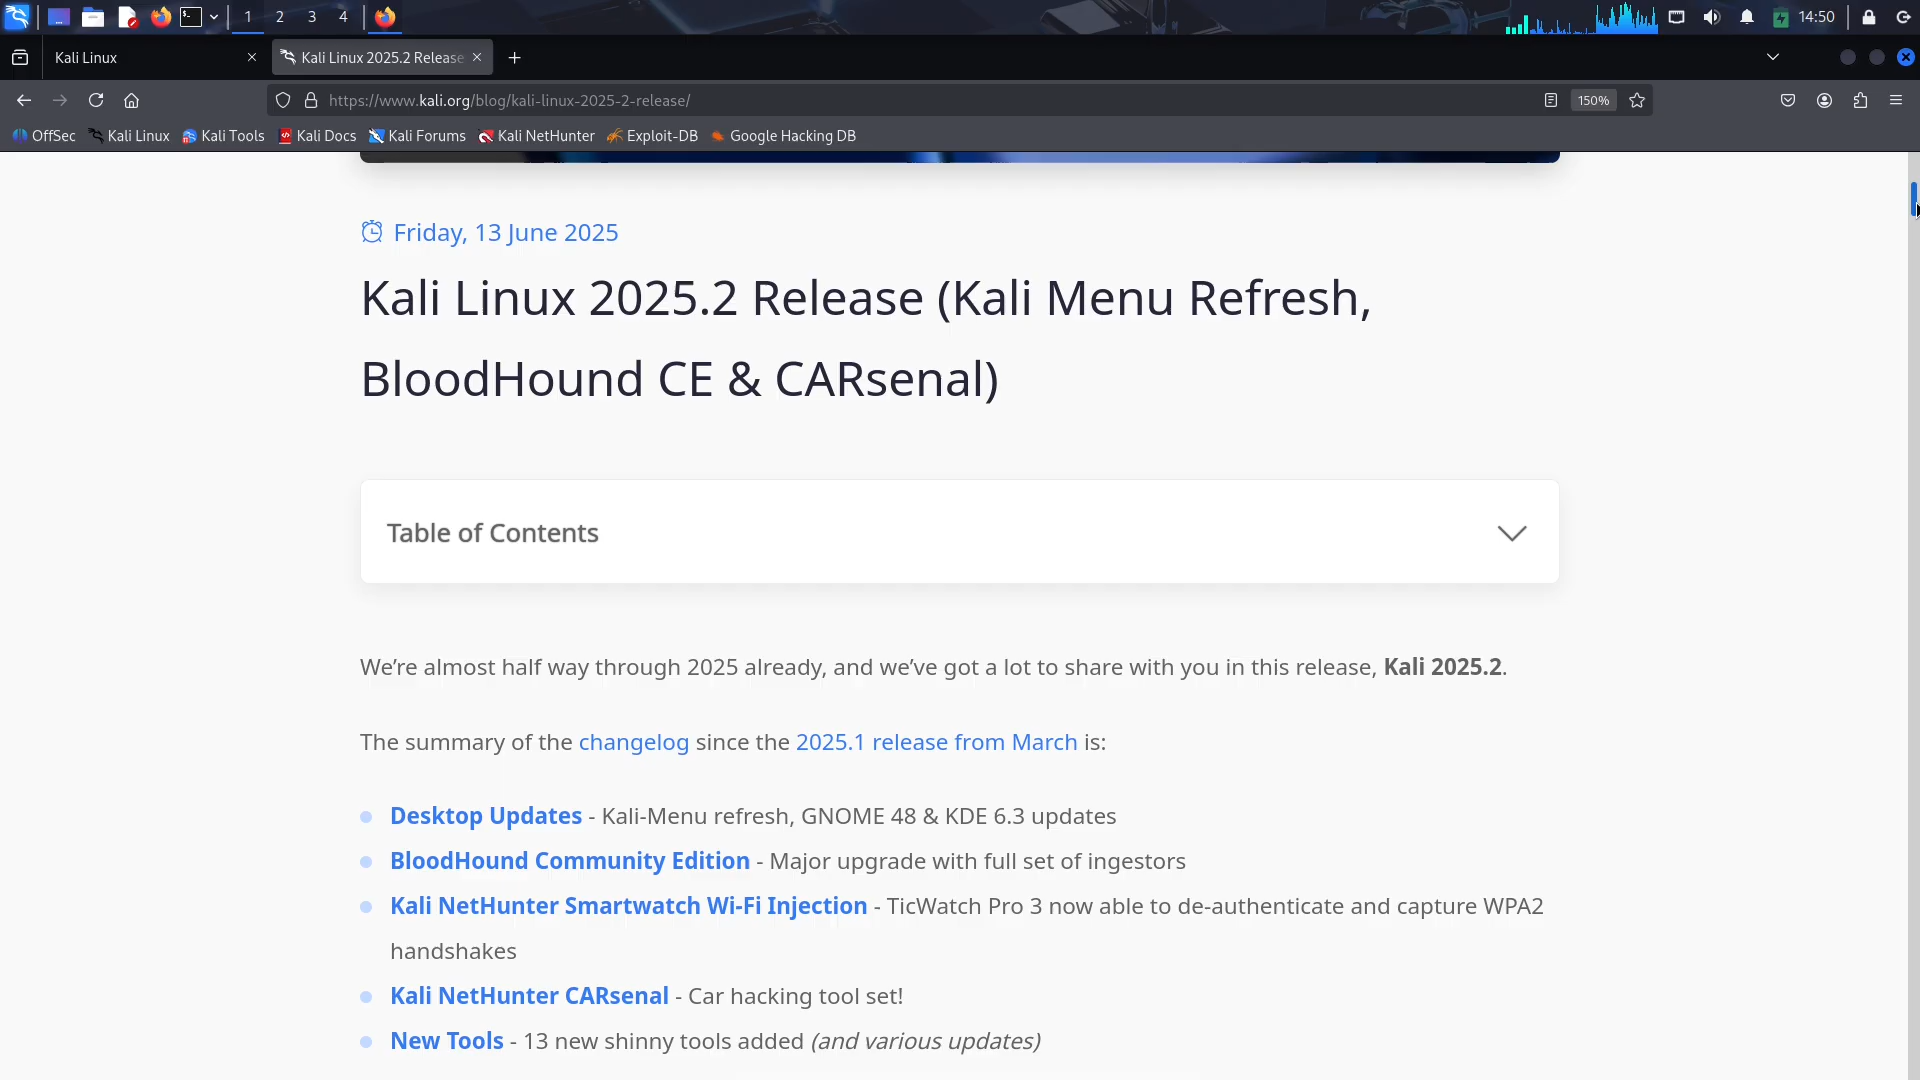 1 2 3 4 14:50
Kali Linux
Kali Linux 2025.2 Release
https://www.kali.org/blog/kali-linux-2025-2-release/
150%
OffSec Kali Linux Kali Tools Kali Docs Kali Forums Kali NetHunter Exploit-DB Google Hacking DB
Friday, 13 June 2025
Kali Linux 2025.2 Release (Kali Menu Refresh,
BloodHound CE & CARsenal)
Table of Contents
We’re almost half way through 2025 already, and we’ve got a lot to share with you in this release, Kali 2025.2.
The summary of the changelog since the 2025.1 release from March is:
Desktop Updates - Kali-Menu refresh, GNOME 48 & KDE 6.3 updates
BloodHound Community Edition - Major upgrade with full set of ingestors
Kali NetHunter Smartwatch Wi-Fi Injection - TicWatch Pro 3 now able to de-authenticate and capture WPA2
handshakes
Kali NetHunter CARsenal - Car hacking tool set!
New Tools - 13 new shinny tools added (and various updates)